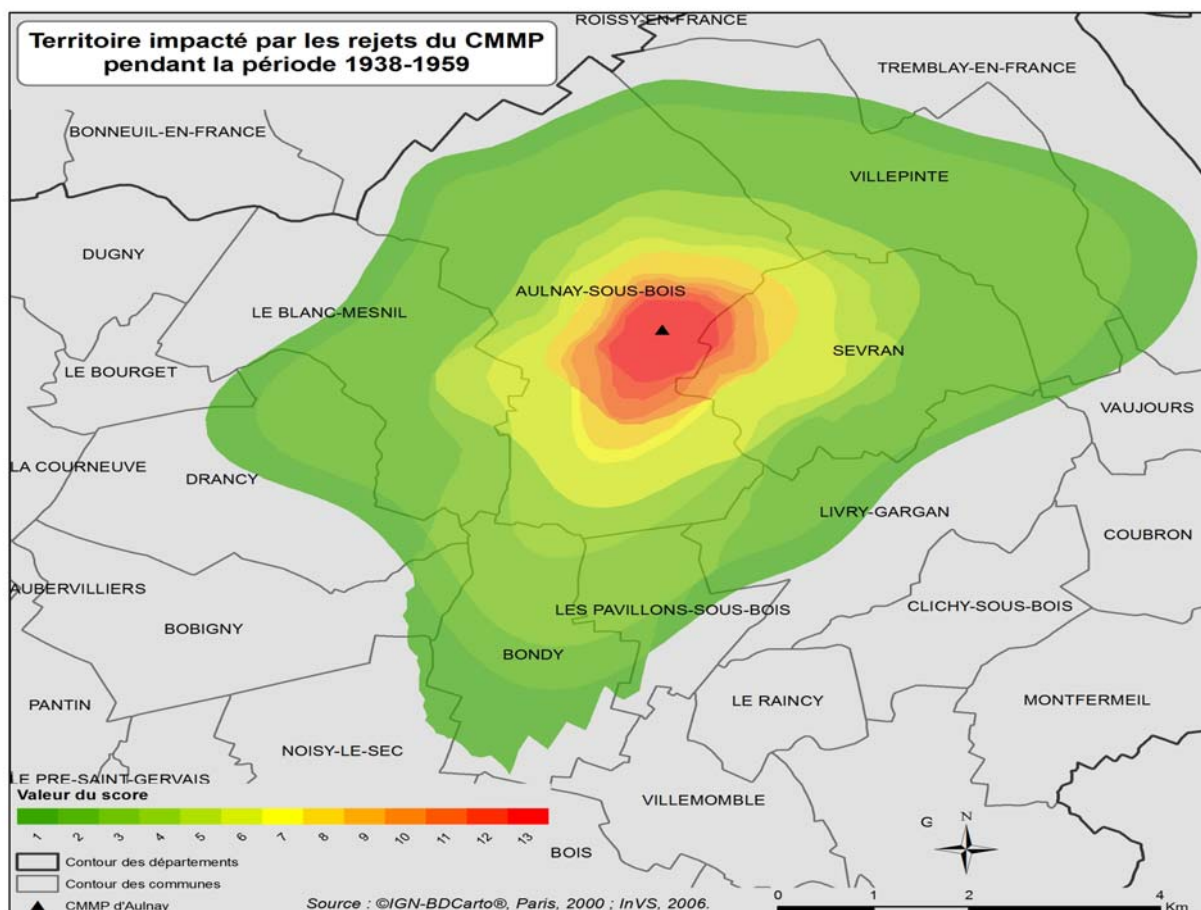 ROISSY-EN-FRANCE
Territoire impacté par les rejets du CMMP
pendant la période 1938-1959
TREMBLAY-EN-FRANCE
BONNEUIL-EN-FRANCE
VILLEPINTE
DUGNY
AULNAY-SOUS-BOIS
LE BLANC-MESNIL
SEVRAN
LE BOURGET
VAUJOURS
LA COURNEUVE
DRANCY
LIVRY-GARGAN
COUBRON
AUBERVILLIERS
LES PAVILLONS-SOUS-BOIS
CLICHY-SOUS-BOIS
BOBIGNY
BONDY
PANTIN
LE RAINCY
MONTFERMEIL
NOISY-LE-SEC
LE PRE-SAINT-GERVAIS
VILLEMOMBLE
Valeur du score
1 2 3 4 5 6 7 8 9 10 11 12 13
G N
BOIS
Contour des départements
Contour des communes
CMMP d'Aulnay
Source : ©IGN-BDCarto®, Paris, 2000 ; InVS, 2006.
0 1 2 4
Km